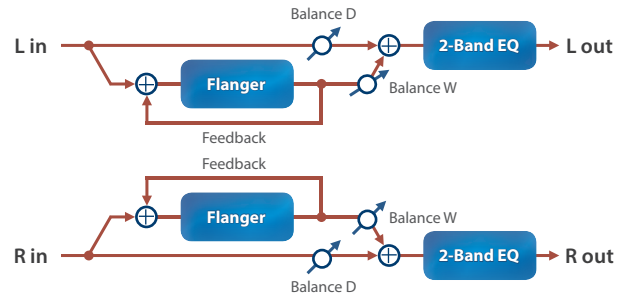 Balance D
L in
2-Band EQ
L out
Flanger
Balance W
Feedback
Feedback
Flanger
Balance W
R in
2-Band EQ
R out
Balance D